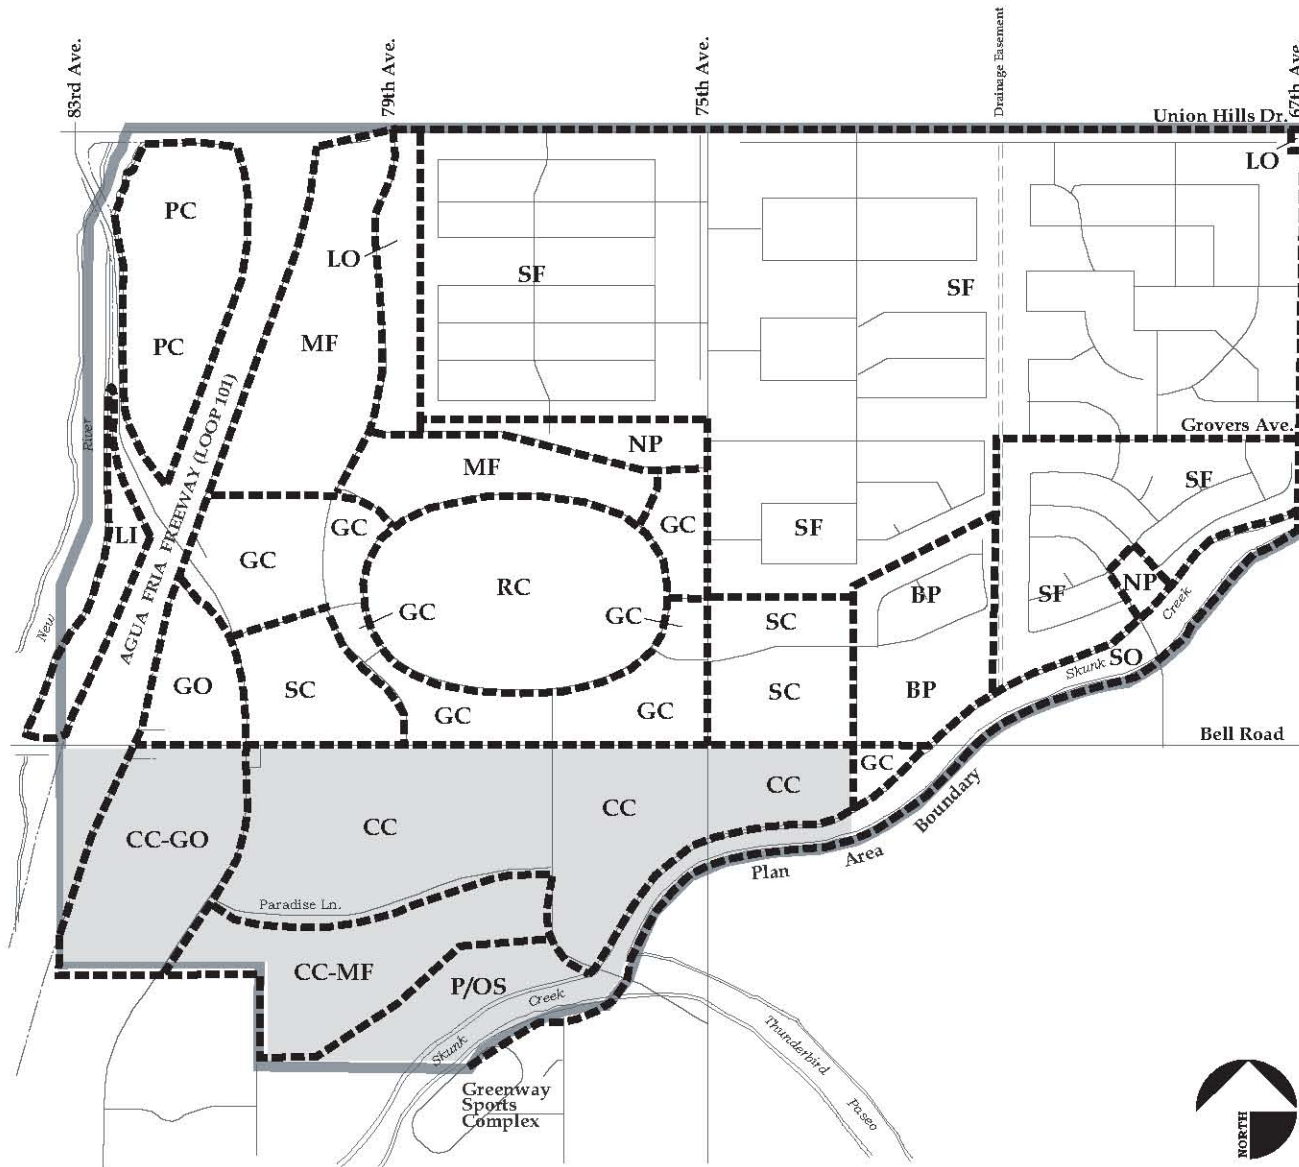 83rd Ave.
79th Ave.
75th Ave.
Drainage Easement
67th Ave.
Union Hills Dr.
LO
PC
LO
SF
SF
PC
MF
AGUA FRIA FREEWAY (LOOP 101)
River
New
Grovers Ave.
NP
MF
SF
GC
GC
SF
LI
GC
RC
BP
SF
NP
Creek
GC
GC
SC
Skunk
SO
GO
SC
SC
BP
GC
GC
Bell Road
GC
CC
CC
CC
CC-GO
Plan
Area
Boundary
Paradise Ln.
CC-MF
P/OS
Creek
Skunk
Thunderbird
Paseo
Greenway
Sports
Complex
NORTH